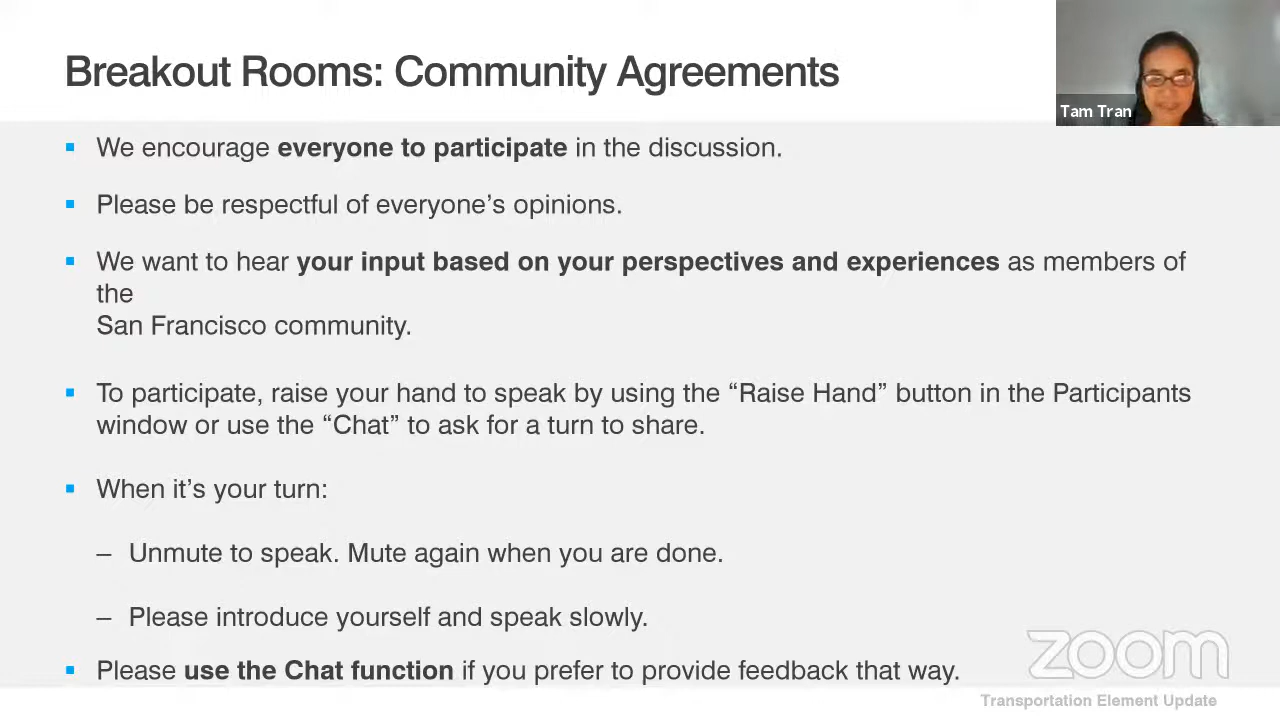 Breakout Rooms: Community Agreements
Tam Tran
▪ We encourage everyone to participate in the discussion.
▪ Please be respectful of everyone’s opinions.
▪ We want to hear your input based on your perspectives and experiences as members of
the
San Francisco community.
▪ To participate, raise your hand to speak by using the “Raise Hand” button in the Participants
window or use the “Chat” to ask for a turn to share.
▪ When it’s your turn:
– Unmute to speak. Mute again when you are done.
– Please introduce yourself and speak slowly.
▪ Please use the Chat function if you prefer to provide feedback that way.
zoom
Transportation Element Update